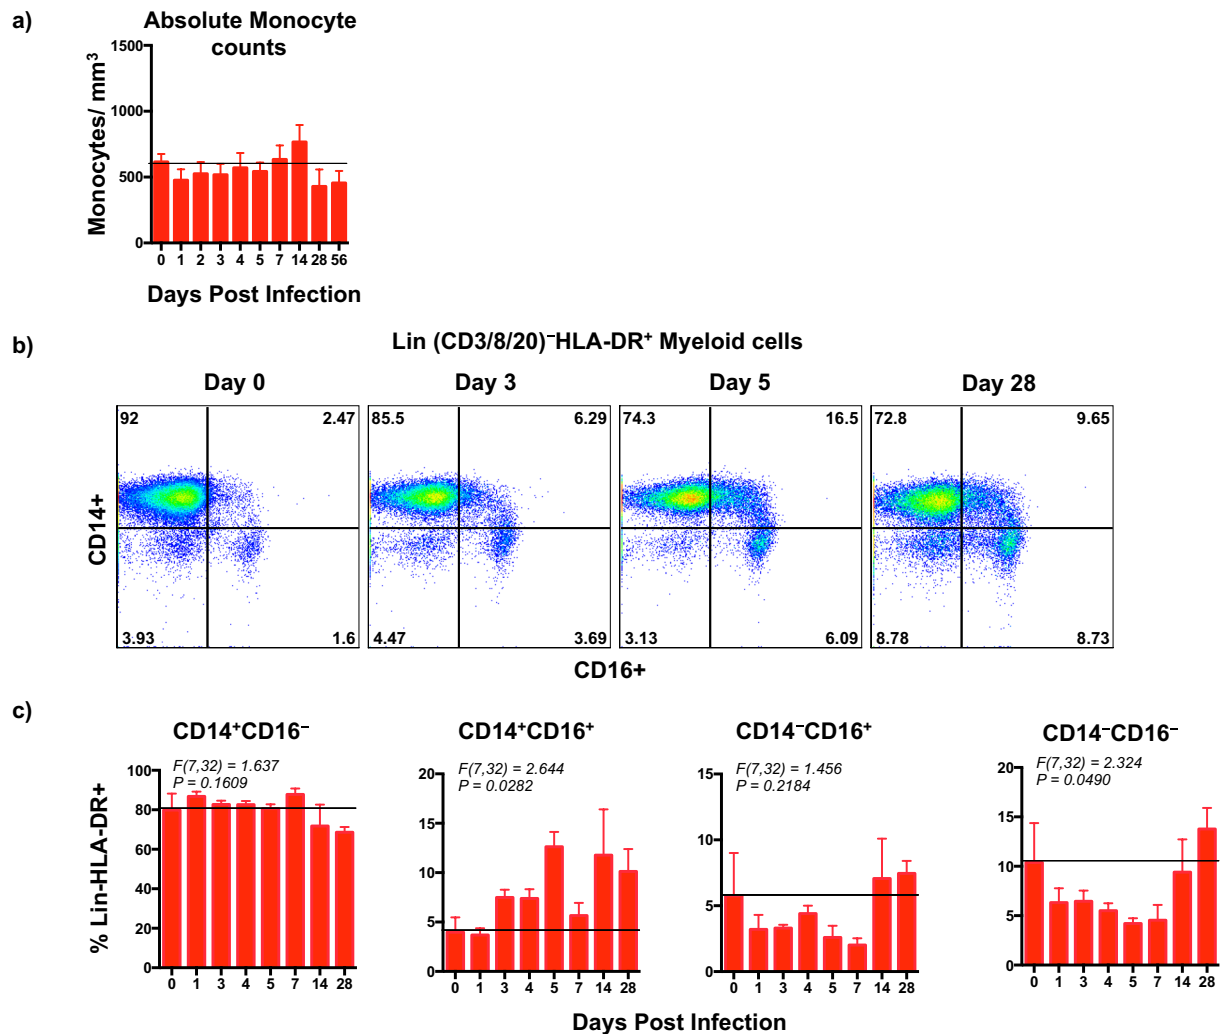 a)
Absolute Monocyte
counts
Monocytes/ mm³
1500
1000
500
0
0 1 2 3 4 5 7 14 28 56
Days Post Infection
b)
Lin (CD3/8/20)⁻HLA-DR⁺ Myeloid cells
Day 0
Day 3
Day 5
Day 28
CD14+
92 2.47
3.93 1.6
85.5 6.29
4.47 3.69
74.3 16.5
3.13 6.09
72.8 9.65
8.78 8.73
CD16+
c)
% Lin-HLA-DR+
CD14⁺CD16⁻
F(7,32) = 1.637
P = 0.1609
100
80
60
40
20
0
0 1 3 4 5 7 14 28
CD14⁺CD16⁺
F(7,32) = 2.644
P = 0.0282
20
15
10
5
0
0 1 3 4 5 7 14 28
CD14⁻CD16⁺
F(7,32) = 1.456
P = 0.2184
15
10
5
0
0 1 3 4 5 7 14 28
CD14⁻CD16⁻
F(7,32) = 2.324
P = 0.0490
20
15
10
5
0
0 1 3 4 5 7 14 28
Days Post Infection